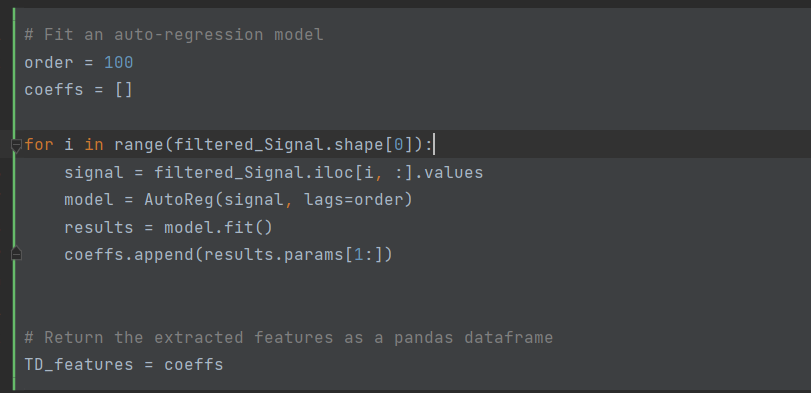 # Fit an auto-regression model
order = 100
coeffs = []
for i in range(filtered_Signal.shape[0]):
    signal = filtered_Signal.iloc[i, :].values
    model = AutoReg(signal, lags=order)
    results = model.fit()
    coeffs.append(results.params[1:])
# Return the extracted features as a pandas dataframe
TD_features = coeffs